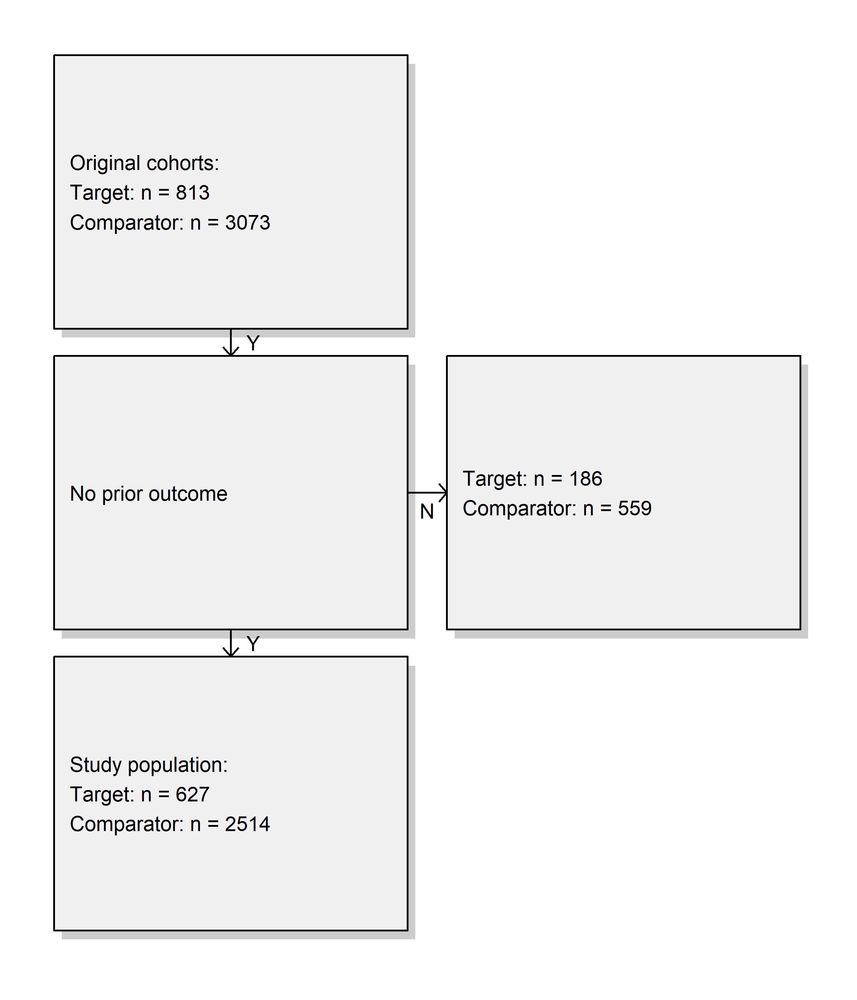 Original cohorts:
Target: n = 813
Comparator: n = 3073
Y
No prior outcome
N
Target: n = 186
Comparator: n = 559
Y
Study population:
Target: n = 627
Comparator: n = 2514